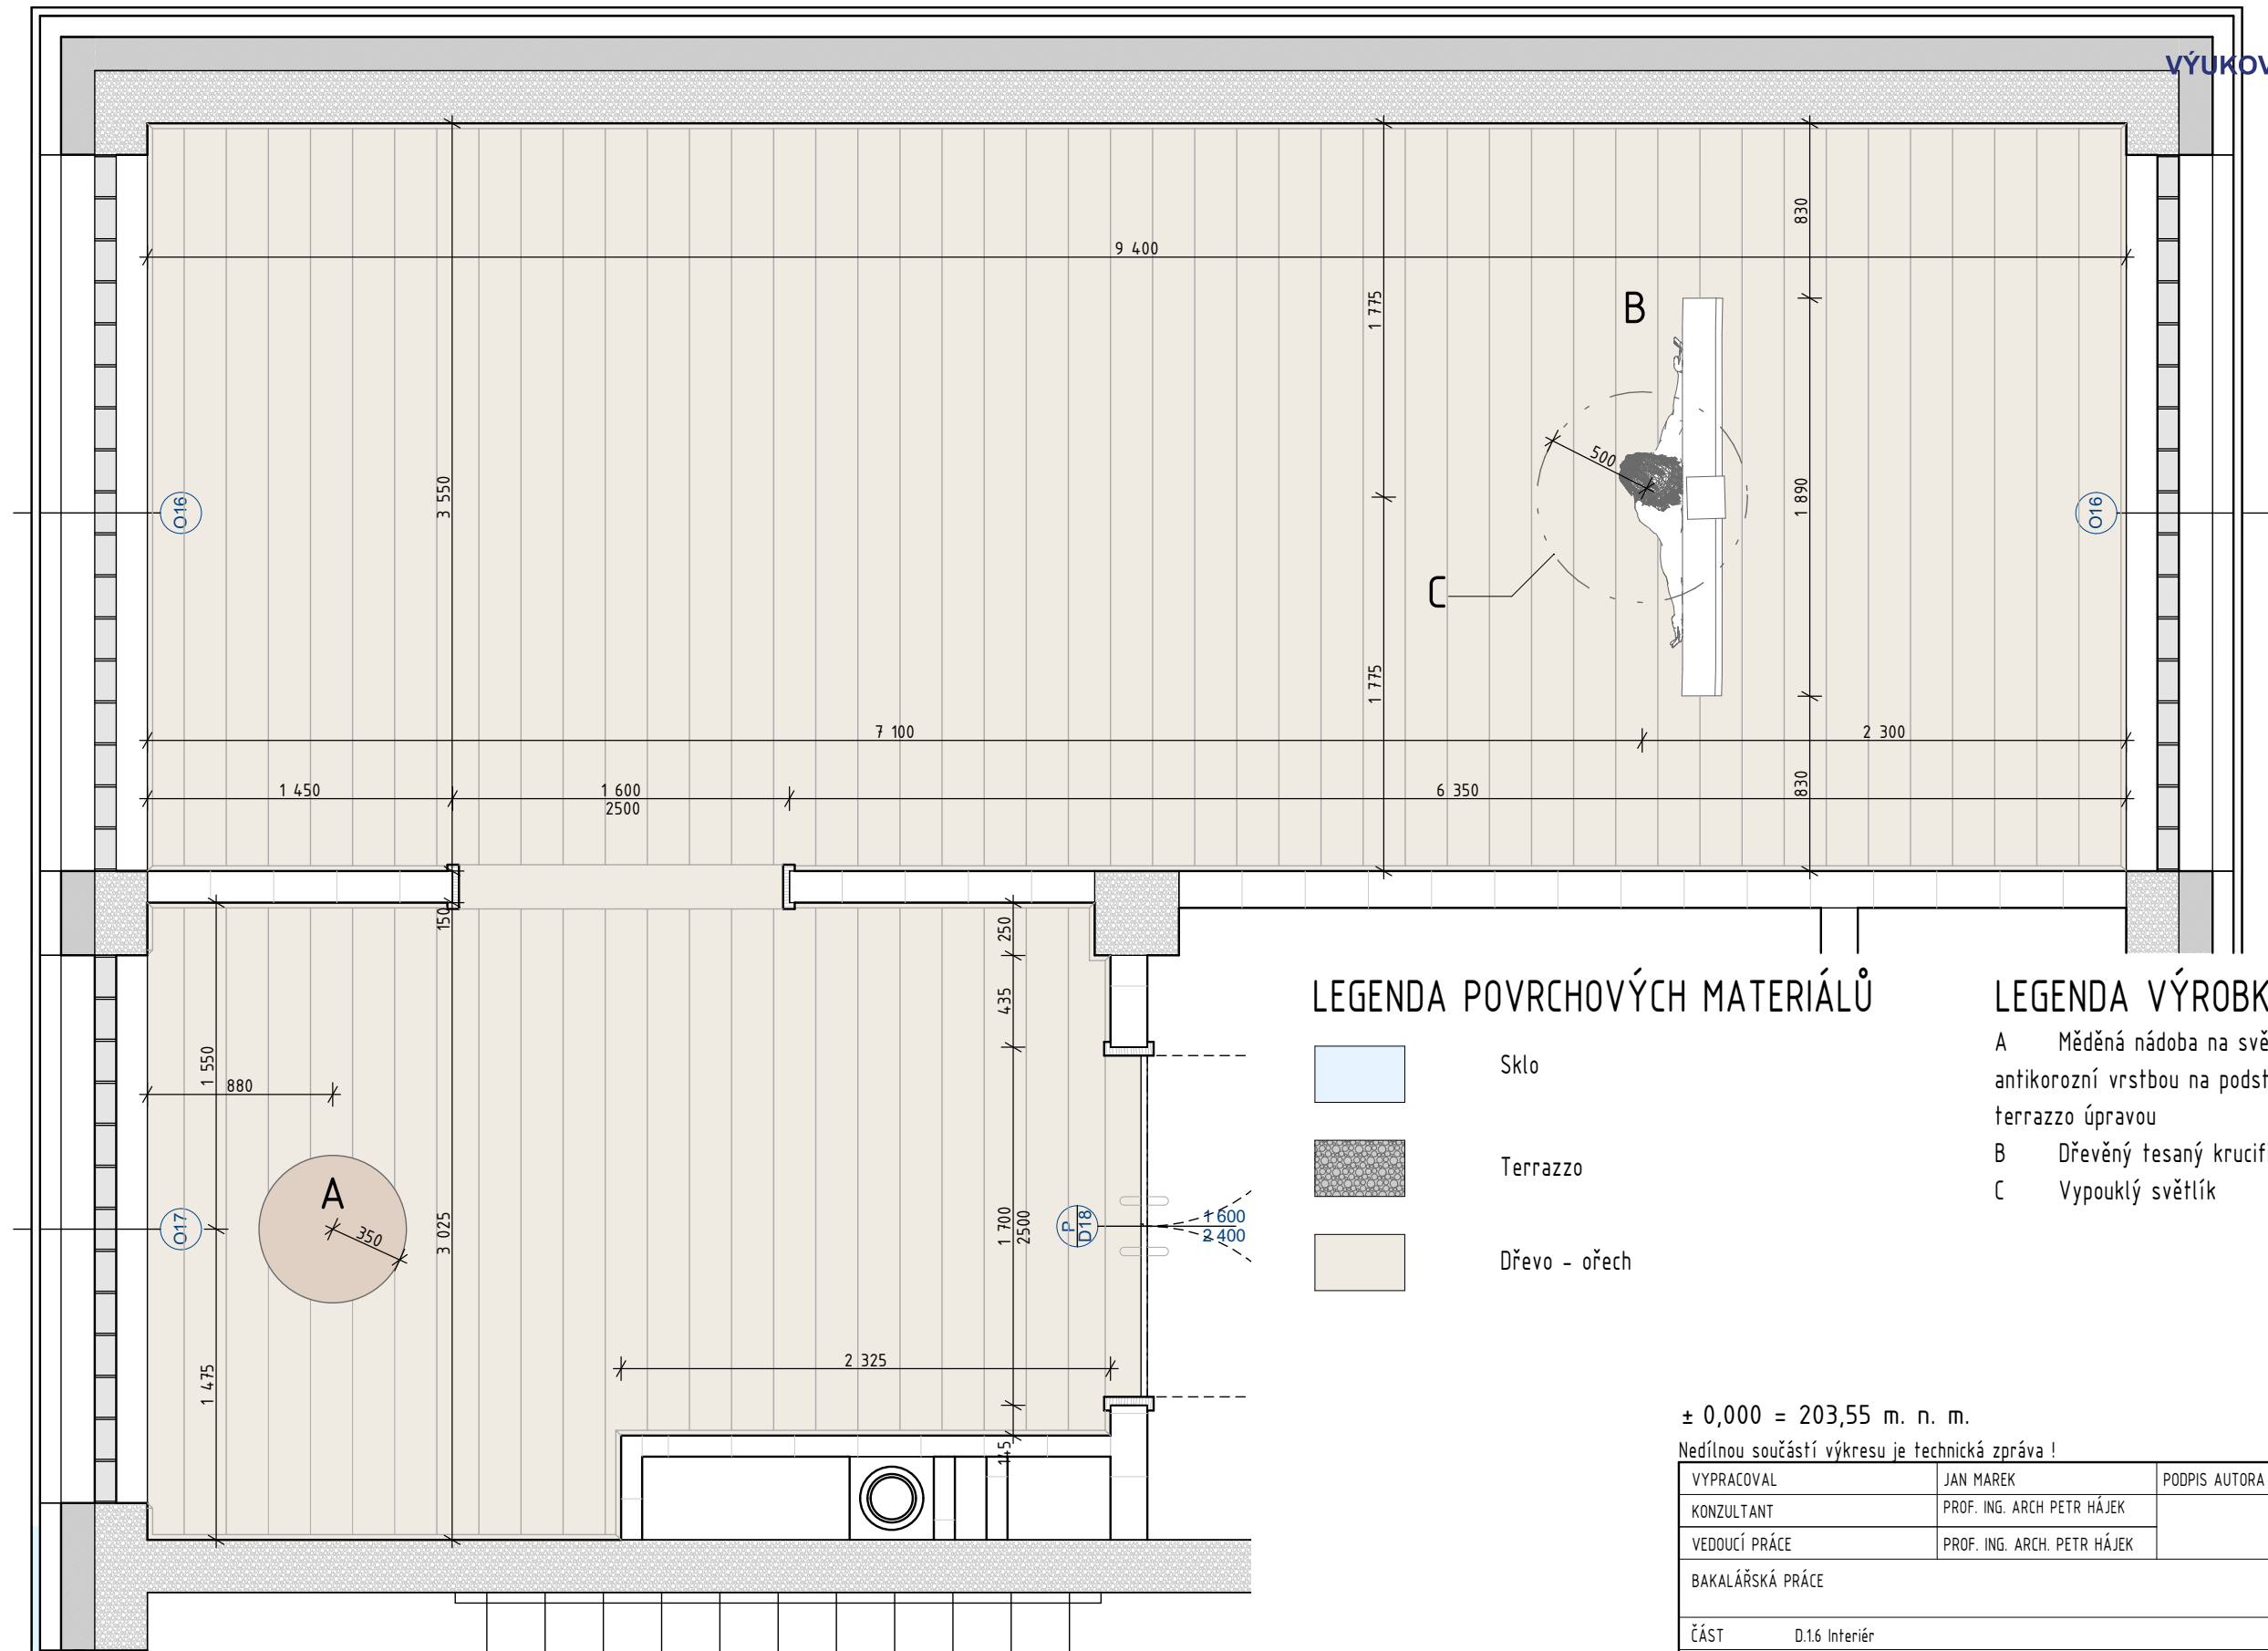 VÝUKOV
830
9 400
1 775
B
3 550
500
1 890
O16
O16
C
1 775
7 100
2 300
1 450
1 600
2500
6 350
830
150
250
435
LEGENDA POVRCHOVÝCH MATERIÁLŮ
Sklo
Terrazzo
Dřevo - ořech
LEGENDA VÝROBK
A Měděná nádoba na svě
antikorozní vrstbou na podst
terrazzo úpravou
B Dřevěný tesaný krucif
C Vypouklý světlík
1 550
880
A
350
O17
3 025
1 700
2500
P
D18
1 600
2 400
1 475
2 325
145
± 0,000 = 203,55 m. n. m.
Nedílnou součástí výkresu je technická zpráva !
VYPRACOVAL JAN MAREK PODPIS AUTORA
KONZULTANT PROF. ING. ARCH PETR HÁJEK
VEDOUCÍ PRÁCE PROF. ING. ARCH. PETR HÁJEK
BAKALÁŘSKÁ PRÁCE
ČÁST D.1.6 Interiér